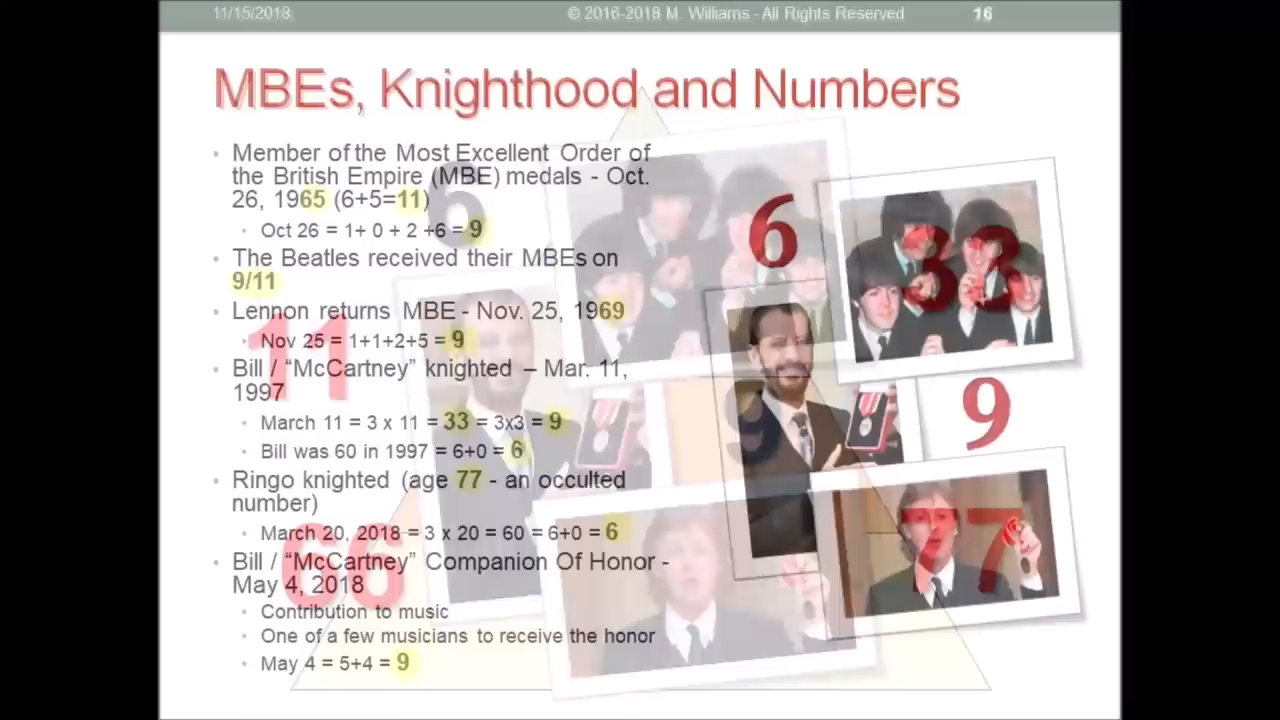 11/15/2018
© 2016-2018 M. Williams - All Rights Reserved
16
MBEs, Knighthood and Numbers
• Member of the Most Excellent Order of
the British Empire (MBE) medals - Oct.
26, 1965 (6+5=11)
• Oct 26 = 1+ 0 + 2 +6 = 9
• The Beatles received their MBEs on
9/11
• Lennon returns MBE - Nov. 25, 1969
• Nov 25 = 1+1+2+5 = 9
• Bill / “McCartney” knighted – Mar. 11,
1997
• March 11 = 3 x 11 = 33 = 3x3 = 9
• Bill was 60 in 1997 = 6+0 = 6
• Ringo knighted (age 77 - an occulted
number)
• March 20, 2018 = 3 x 20 = 60 = 6+0 = 6
• Bill / “McCartney” Companion Of Honor -
May 4, 2018
• Contribution to music
• One of a few musicians to receive the honor
• May 4 = 5+4 = 9
6
11
66
9
6
33
9
77